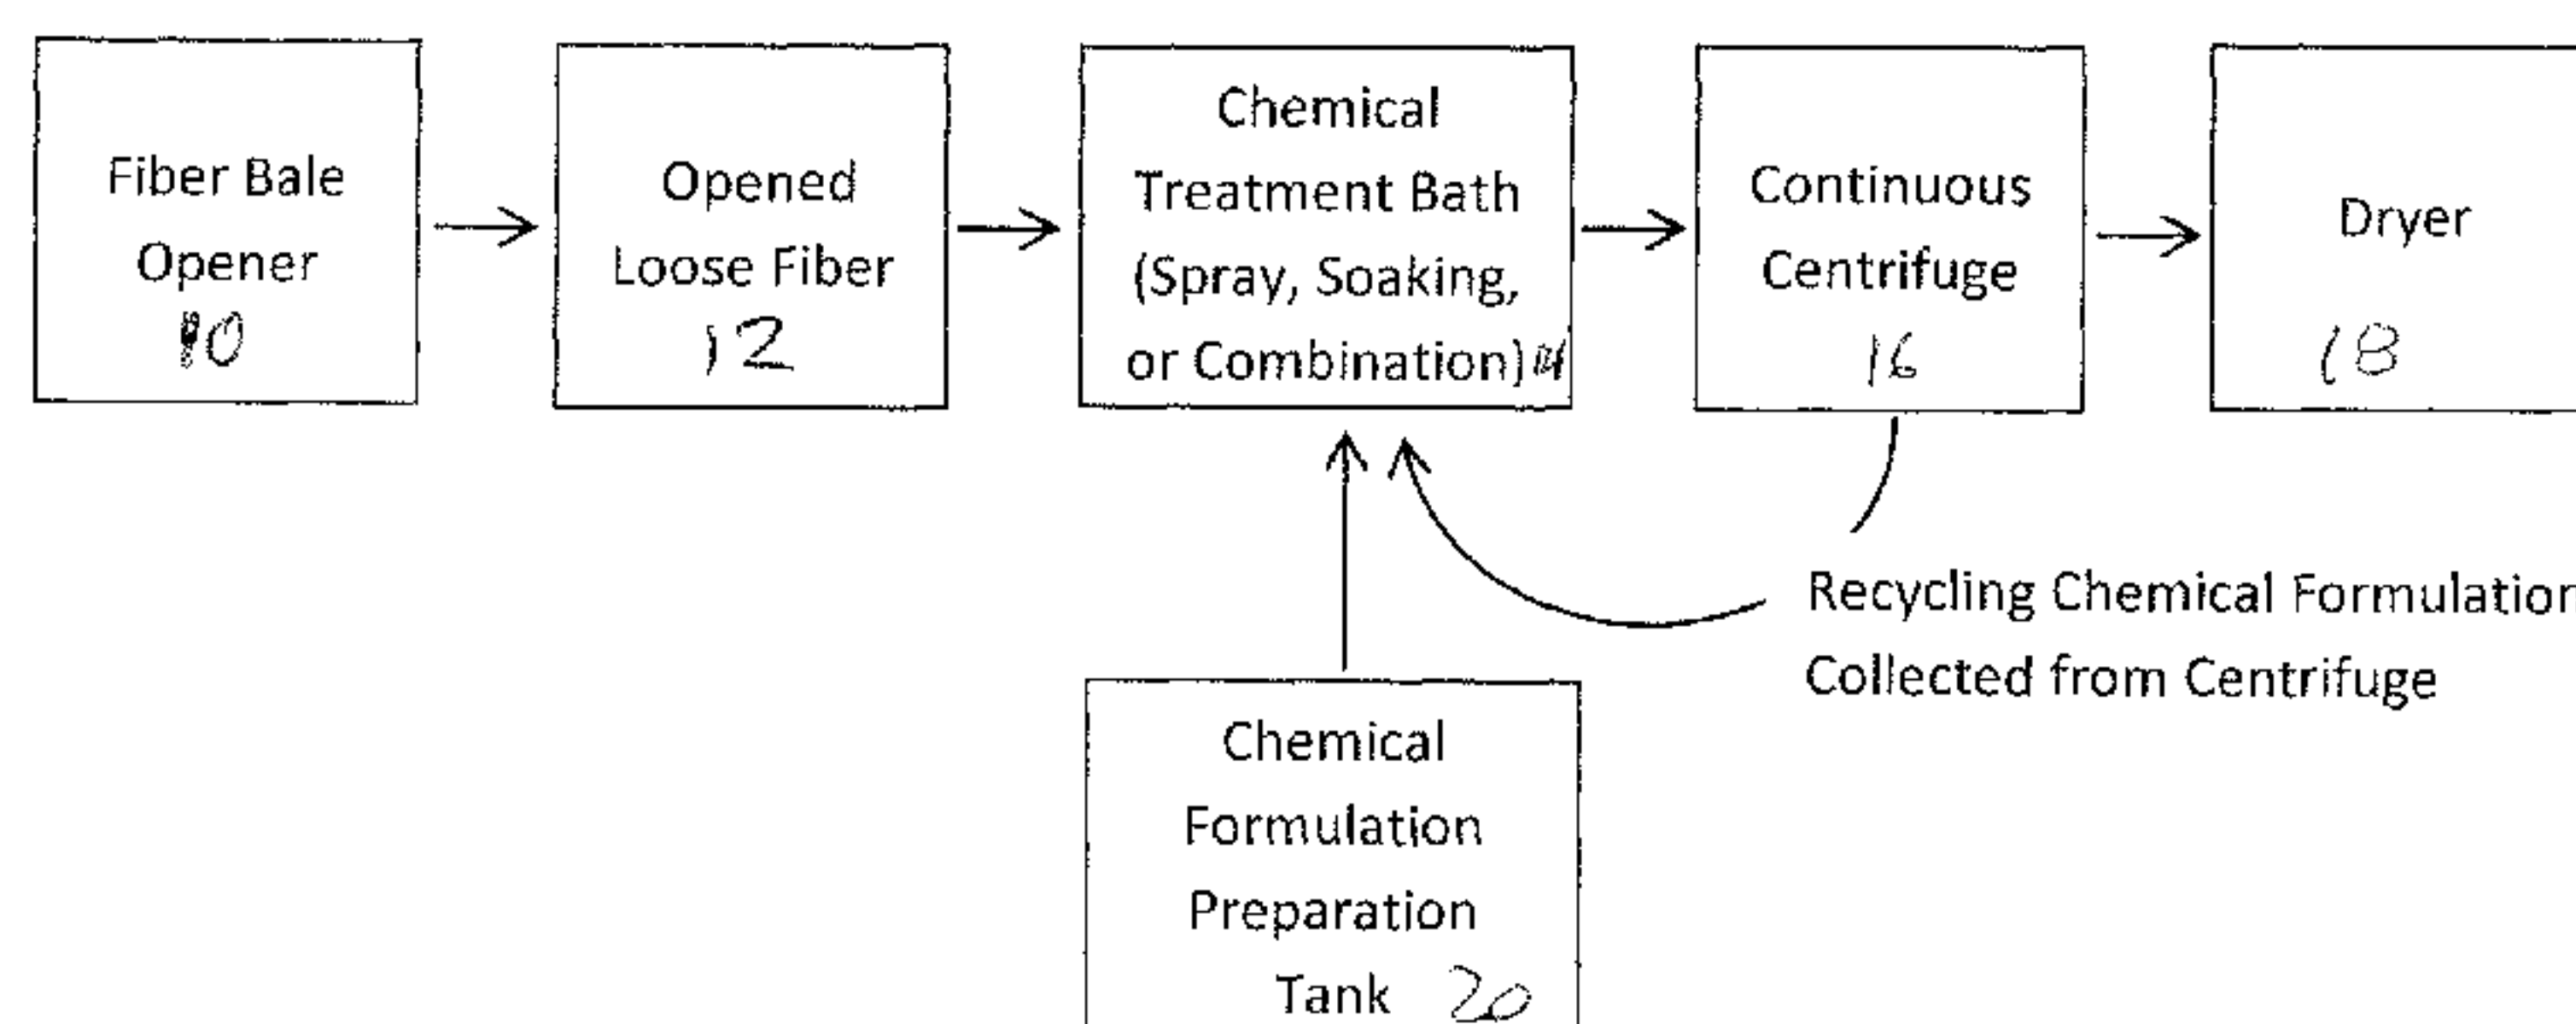 Fiber Bale
Opener
10
Opened
Loose Fiber
12
Chemical
Treatment Bath
(Spray, Soaking,
or Combination) 14
Continuous
Centrifuge
16
Dryer
18
Recycling Chemical Formulation
Collected from Centrifuge
Chemical
Formulation
Preparation
Tank 20